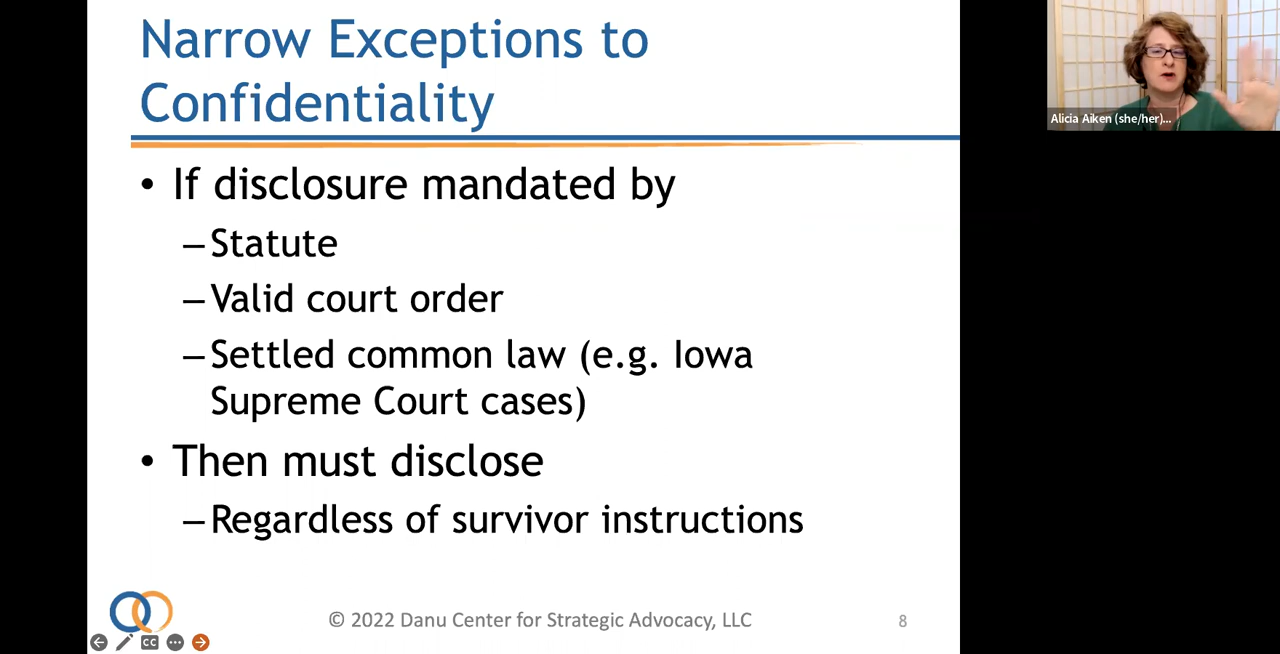 Narrow Exceptions to
Confidentiality
• If disclosure mandated by
–Statute
–Valid court order
–Settled common law (e.g. Iowa
Supreme Court cases)
• Then must disclose
–Regardless of survivor instructions
© 2022 Danu Center for Strategic Advocacy, LLC
8
CC
Alicia Aiken (she/her)...